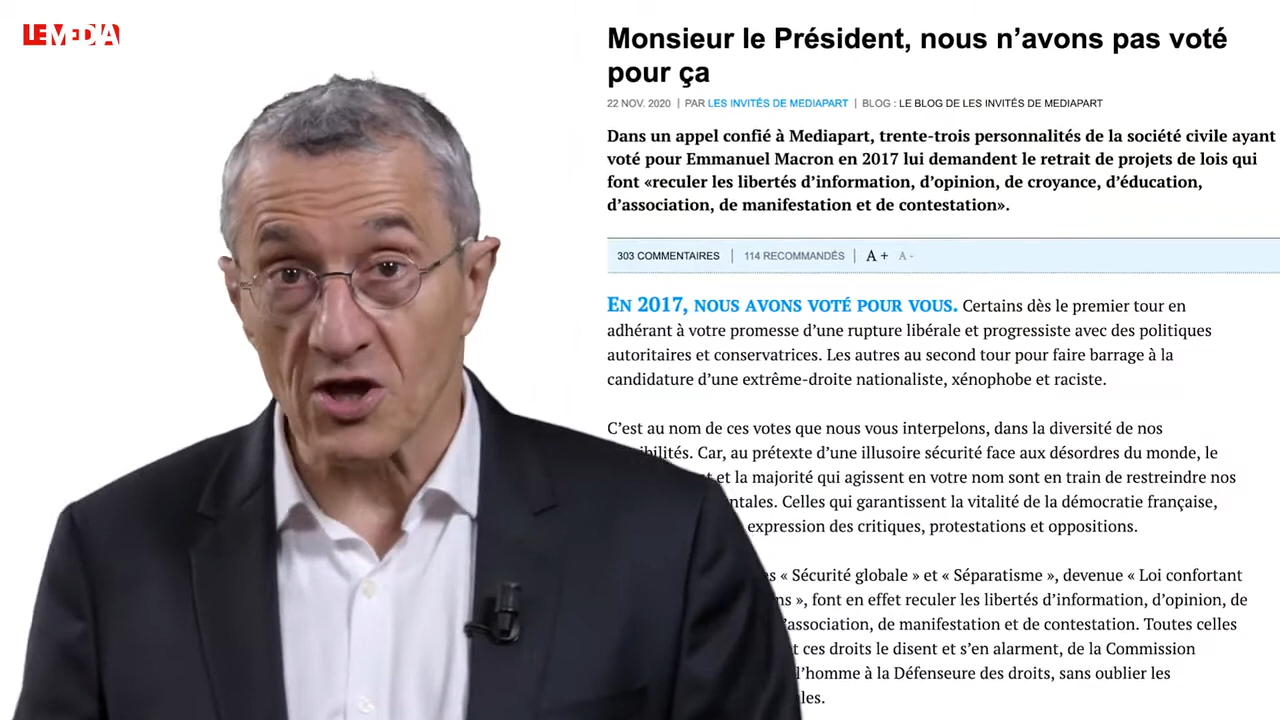 LEMEDIA
Monsieur le Président, nous n’avons pas voté
pour ça
22 NOV. 2020 | PAR LES INVITÉS DE MEDIAPART | BLOG : LE BLOG DE LES INVITÉS DE MEDIAPART
Dans un appel confié à Mediapart, trente-trois personnalités de la société civile ayant
voté pour Emmanuel Macron en 2017 lui demandent le retrait de projets de lois qui
font «reculer les libertés d’information, d’opinion, de croyance, d’éducation,
d’association, de manifestation et de contestation».
303 COMMENTAIRES | 114 RECOMMANDÉS | A + A -
EN 2017, NOUS AVONS VOTÉ POUR VOUS. Certains dès le premier tour en
adhérant à votre promesse d’une rupture libérale et progressiste avec des politiques
autoritaires et conservatrices. Les autres au second tour pour faire barrage à la
candidature d’une extrême-droite nationaliste, xénophobe et raciste.
C’est au nom de ces votes que nous vous interpelons, dans la diversité de nos
Car, au prétexte d’une illusoire sécurité face aux désordres du monde, le
et la majorité qui agissent en votre nom sont en train de restreindre nos
Celles qui garantissent la vitalité de la démocratie française,
expression des critiques, protestations et oppositions.
« Sécurité globale » et « Séparatisme », devenue « Loi confortant
», font en effet reculer les libertés d’information, d’opinion, de
d’association, de manifestation et de contestation. Toutes celles
ces droits le disent et s’en alarment, de la Commission
l’homme à la Défenseure des droits, sans oublier les